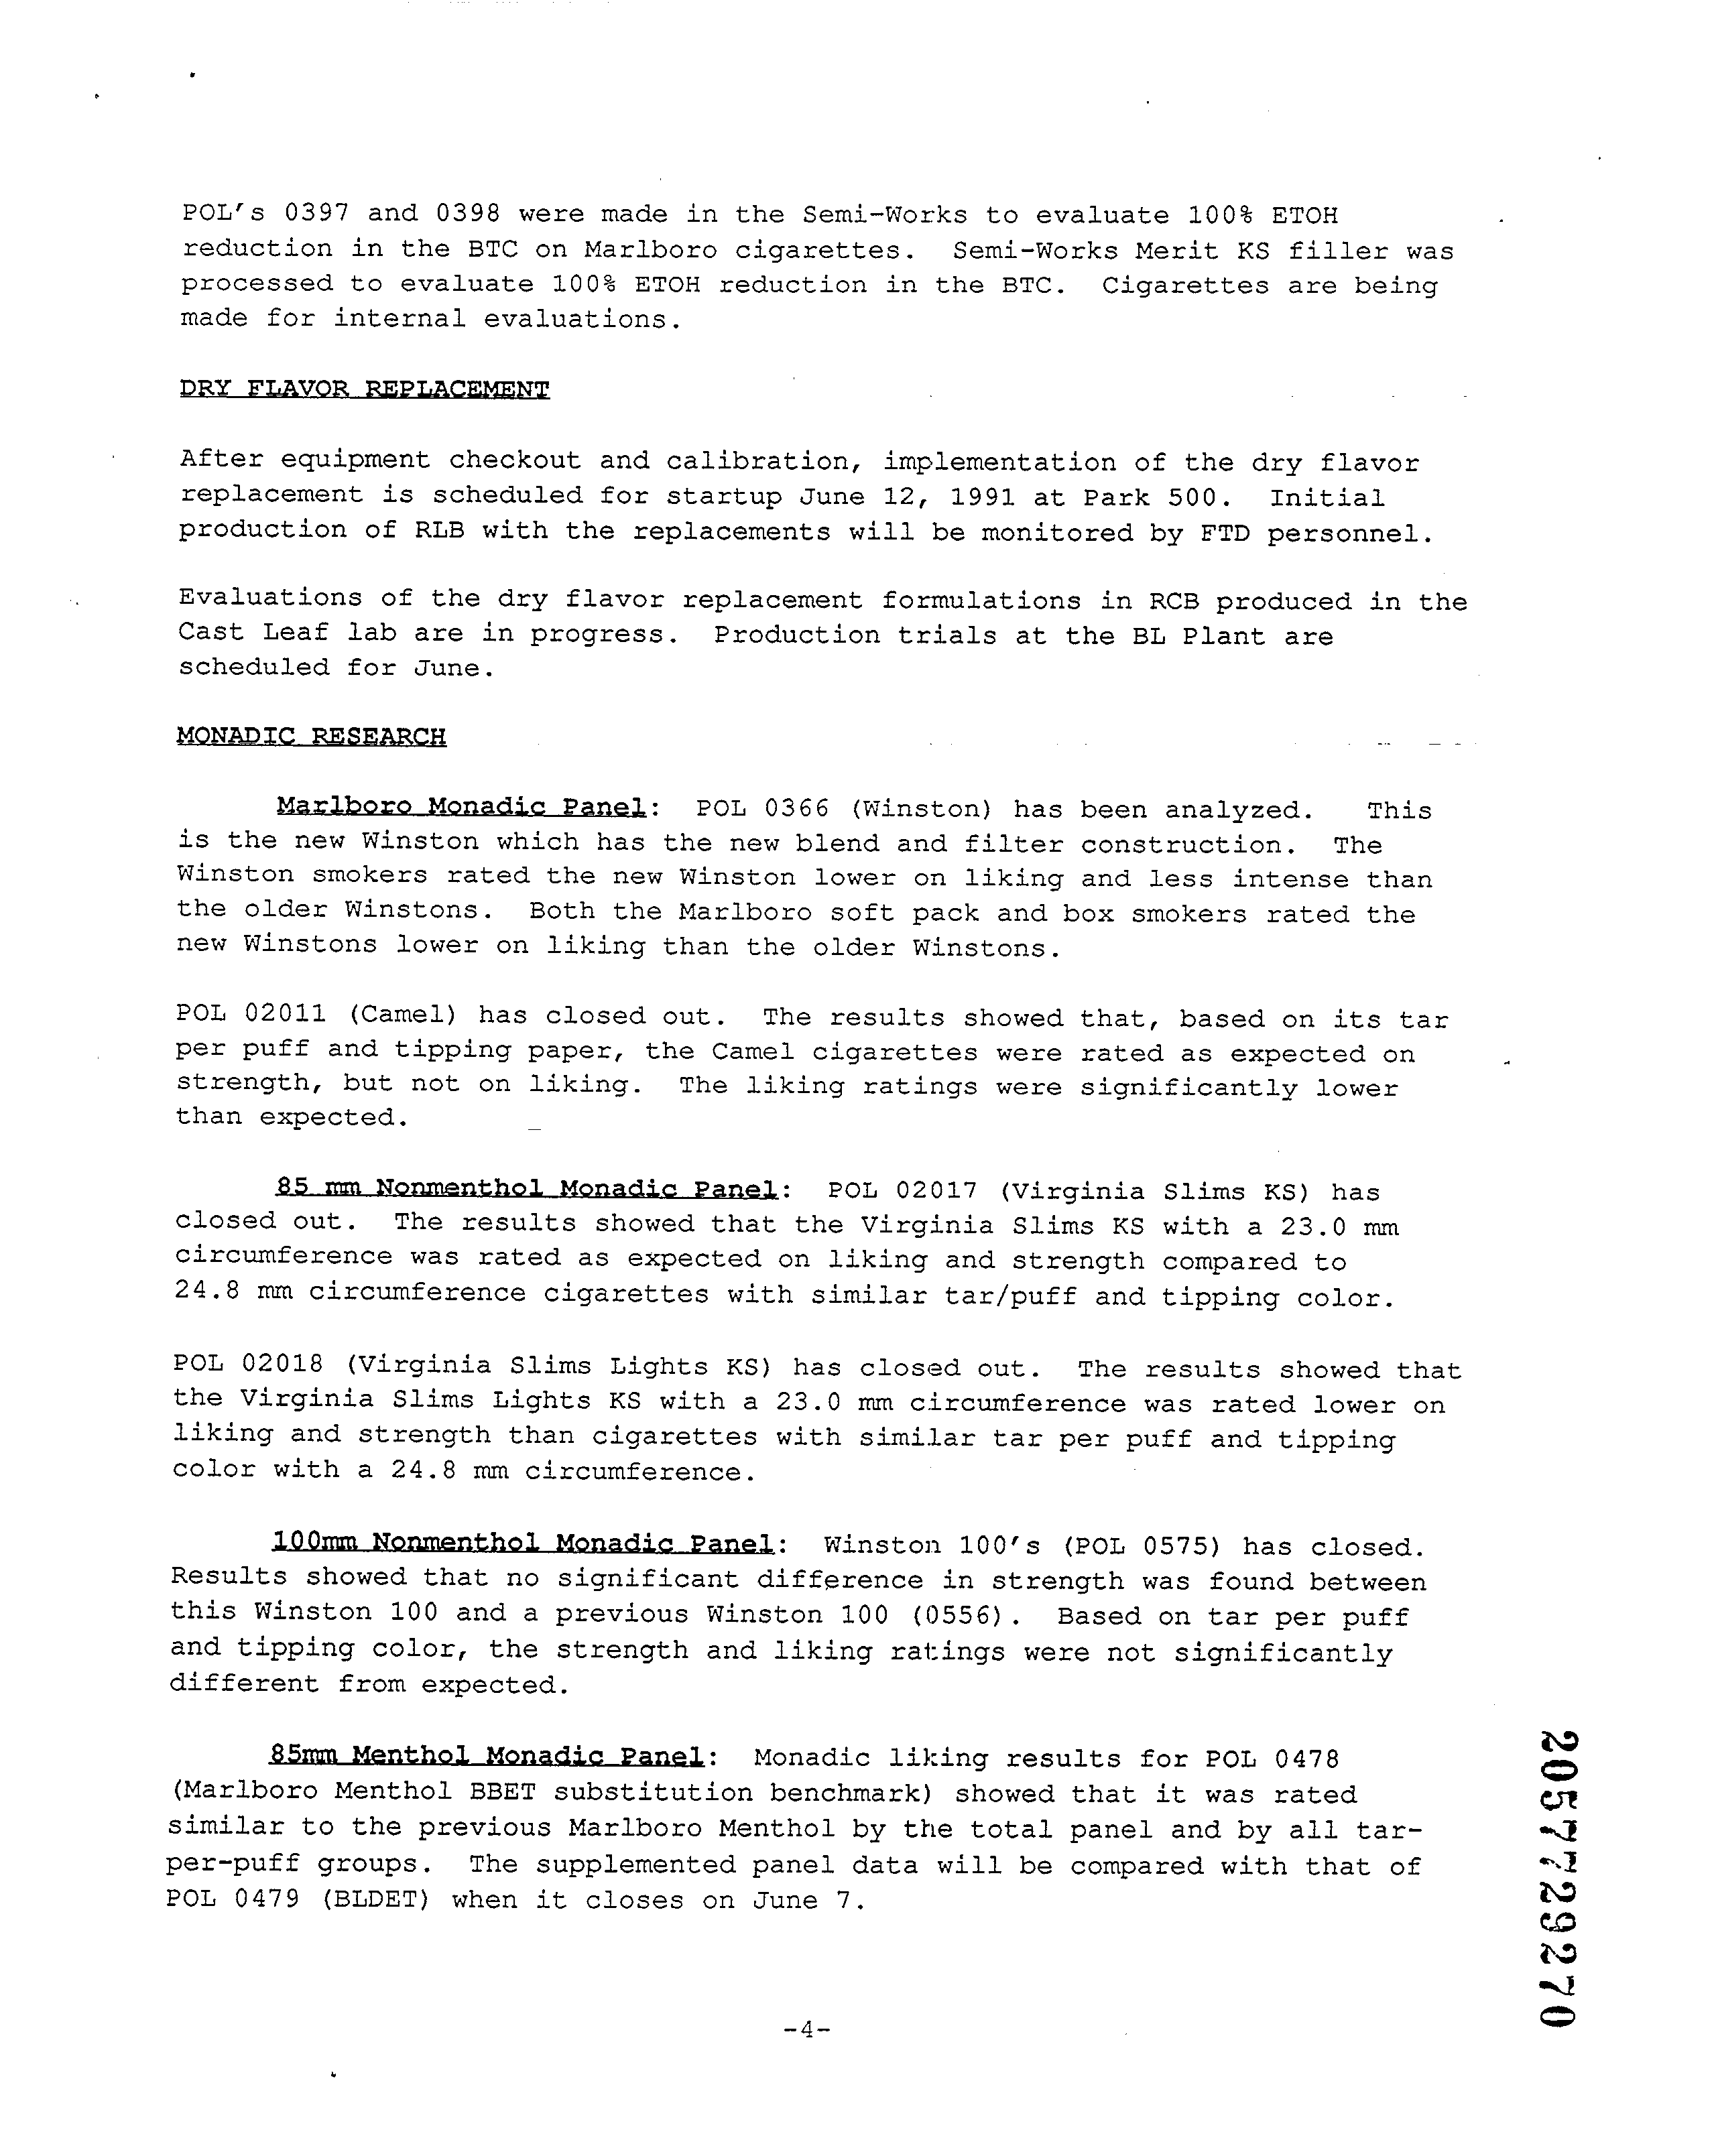 POL's 0397 and 0398 were made in the Semi-Works to evaluate 100% ETOH
reduction in the BTC on Marlboro cigarettes. Semi-Works Merit KS filler was
processed to evaluate 100% ETOH reduction in the BTC. Cigarettes are being
made for internal evaluations.
DRY FLAVOR REPLACEMENT
After equipment checkout and calibration, implementation of the dry flavor
replacement is scheduled for startup June 12, 1991 at Park 500. Initial
production of RLB with the replacements will be monitored by FTD personnel.
Evaluations of the dry flavor replacement formulations in RCB produced in the
Cast Leaf lab are in progress. Production trials at the BL Plant are
scheduled for June.
MONADIC RESEARCH
Marlboro Monadic Panel: POL 0366 (Winston) has been analyzed. This
is the new Winston which has the new blend and filter construction. The
Winston smokers rated the new Winston lower on liking and less intense than
the older Winstons. Both the Marlboro soft pack and box smokers rated the
new Winstons lower on liking than the older Winstons.
POL 02011 (Camel) has closed out. The results showed that, based on its tar
per puff and tipping paper, the Camel cigarettes were rated as expected on
strength, but not on liking. The liking ratings were significantly lower
than expected.
85 mm Nonmenthol Monadic Panel: POL 02017 (Virginia Slims KS) has
closed out. The results showed that the Virginia Slims KS with a 23.0 mm
circumference was rated as expected on liking and strength compared to
24.8 mm circumference cigarettes with similar tar/puff and tipping color.
POL 02018 (Virginia Slims Lights KS) has closed out. The results showed that
the Virginia Slims Lights KS with a 23.0 mm circumference was rated lower on
liking and strength than cigarettes with similar tar per puff and tipping
color with a 24.8 mm circumference.
100mm Nonmenthol Monadic Panel: Winston 100's (POL 0575) has closed.
Results showed that no significant difference in strength was found between
this Winston 100 and a previous Winston 100 (0556). Based on tar per puff
and tipping color, the strength and liking ratings were not significantly
different from expected.
85mm Menthol Monadic Panel: Monadic liking results for POL 0478
(Marlboro Menthol BBET substitution benchmark) showed that it was rated
similar to the previous Marlboro Menthol by the total panel and by all tar-
per-puff groups. The supplemented panel data will be compared with that of
POL 0479 (BLDET) when it closes on June 7.
-4-
2057729270